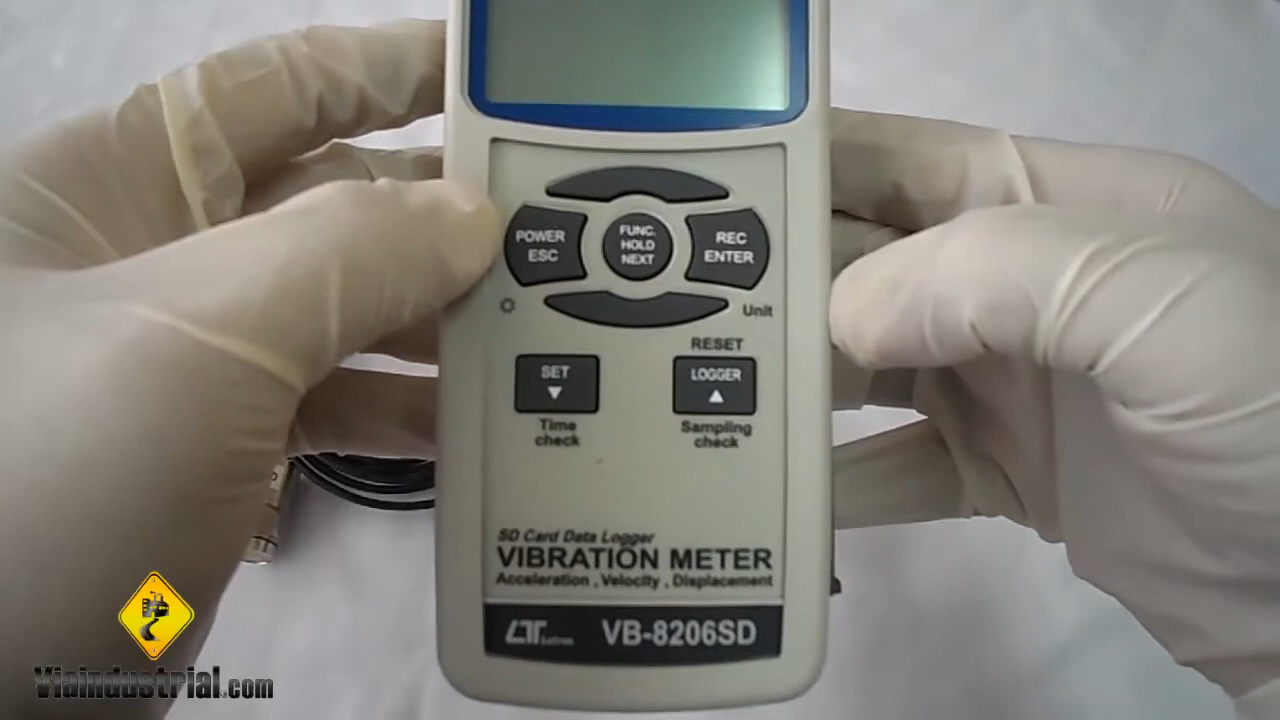 POWER
ESC
FUNC.
HOLD
NEXT
REC
ENTER
Unit
RESET
SET
LOGGER
Time
check
Sampling
check
SD Card Data Logger
VIBRATION METER
Acceleration , Velocity , Displacement
Lutron
VB-8206SD
Viaindustrial.com